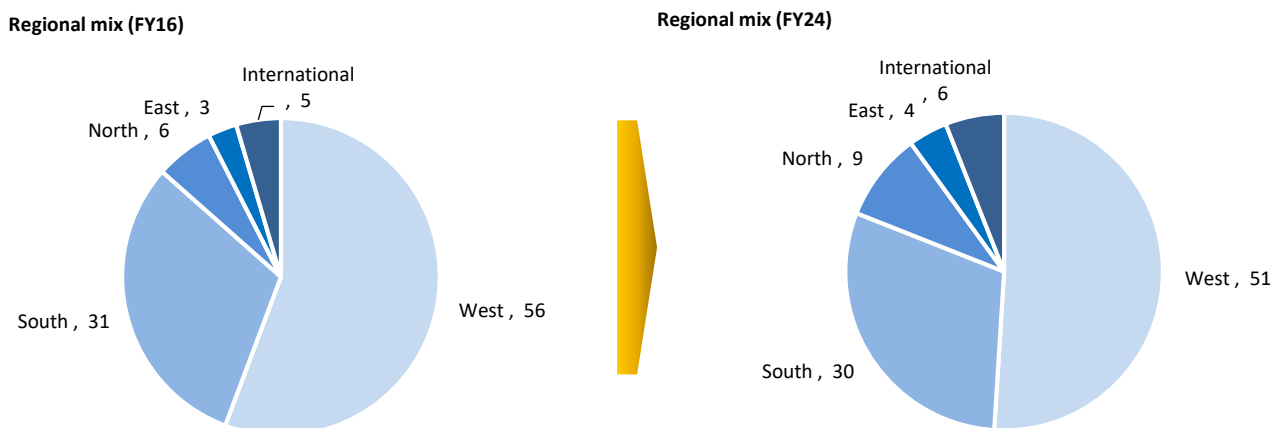 Regional mix (FY16)
International
, 5
East , 3
North , 6
South , 31
West , 56
Regional mix (FY24)
International
, 6
East , 4
North , 9
South , 30
West , 51